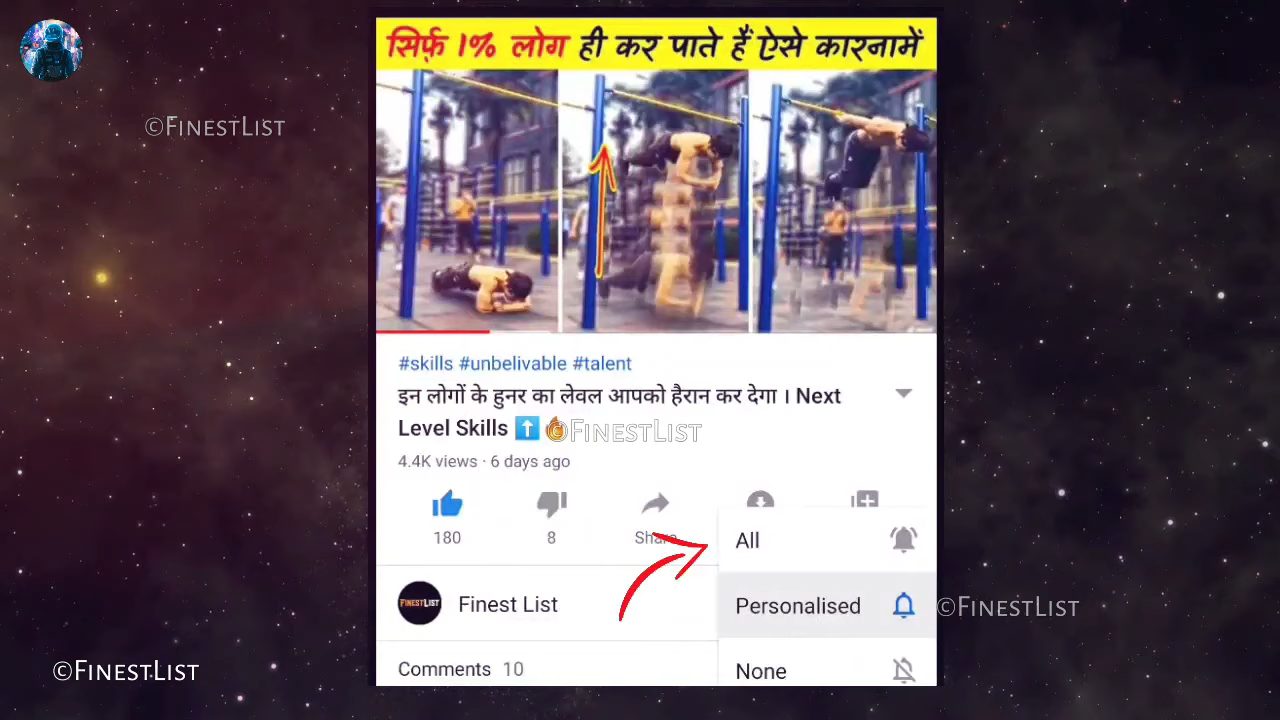 सिर्फ़ 1% लोग ही कर पाते हैं ऐसे कारनामें
©FinestList
#skills #unbelivable #talent
इन लोगों के हुनर का लेवल आपको हैरान कर देगा । Next
Level Skills ©FinestList
4.4K views · 6 days ago
180
8
Share
All
FinestList
Finest List
Personalised
©FinestList
Comments 10
None
©FinestList